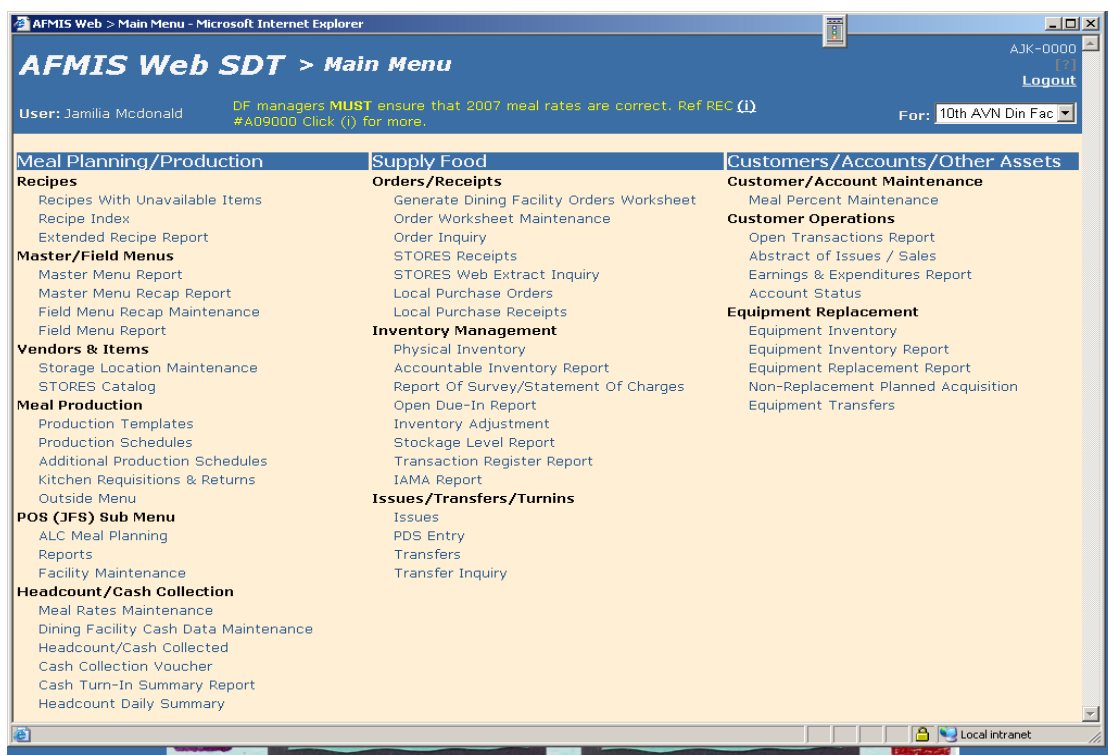 AFMIS Web > Main Menu - Microsoft Internet Explorer
AJK-0000
AFMIS Web SDT > Main Menu
[?]
Logout
User: Jamilia Mcdonald
DF managers MUST ensure that 2007 meal rates are correct. Ref REC (i)
#A09000 Click (i) for more.
For: 10th AVN Din Fac
Meal Planning/Production
Recipes
Recipes With Unavailable Items
Recipe Index
Extended Recipe Report
Master/Field Menus
Master Menu Report
Master Menu Recap Report
Field Menu Recap Maintenance
Field Menu Report
Vendors & Items
Storage Location Maintenance
STORES Catalog
Meal Production
Production Templates
Production Schedules
Additional Production Schedules
Kitchen Requisitions & Returns
Outside Menu
POS (JFS) Sub Menu
ALC Meal Planning
Reports
Facility Maintenance
Headcount/Cash Collection
Meal Rates Maintenance
Dining Facility Cash Data Maintenance
Headcount/Cash Collected
Cash Collection Voucher
Cash Turn-In Summary Report
Headcount Daily Summary
Supply Food
Orders/Receipts
Generate Dining Facility Orders Worksheet
Order Worksheet Maintenance
Order Inquiry
STORES Receipts
STORES Web Extract Inquiry
Local Purchase Orders
Local Purchase Receipts
Inventory Management
Physical Inventory
Accountable Inventory Report
Report Of Survey/Statement Of Charges
Open Due-In Report
Inventory Adjustment
Stockage Level Report
Transaction Register Report
IAMA Report
Issues/Transfers/Turnins
Issues
PDS Entry
Transfers
Transfer Inquiry
Customers/Accounts/Other Assets
Customer/Account Maintenance
Meal Percent Maintenance
Customer Operations
Open Transactions Report
Abstract of Issues / Sales
Earnings & Expenditures Report
Account Status
Equipment Replacement
Equipment Inventory
Equipment Inventory Report
Equipment Replacement Report
Non-Replacement Planned Acquisition
Equipment Transfers
Local intranet